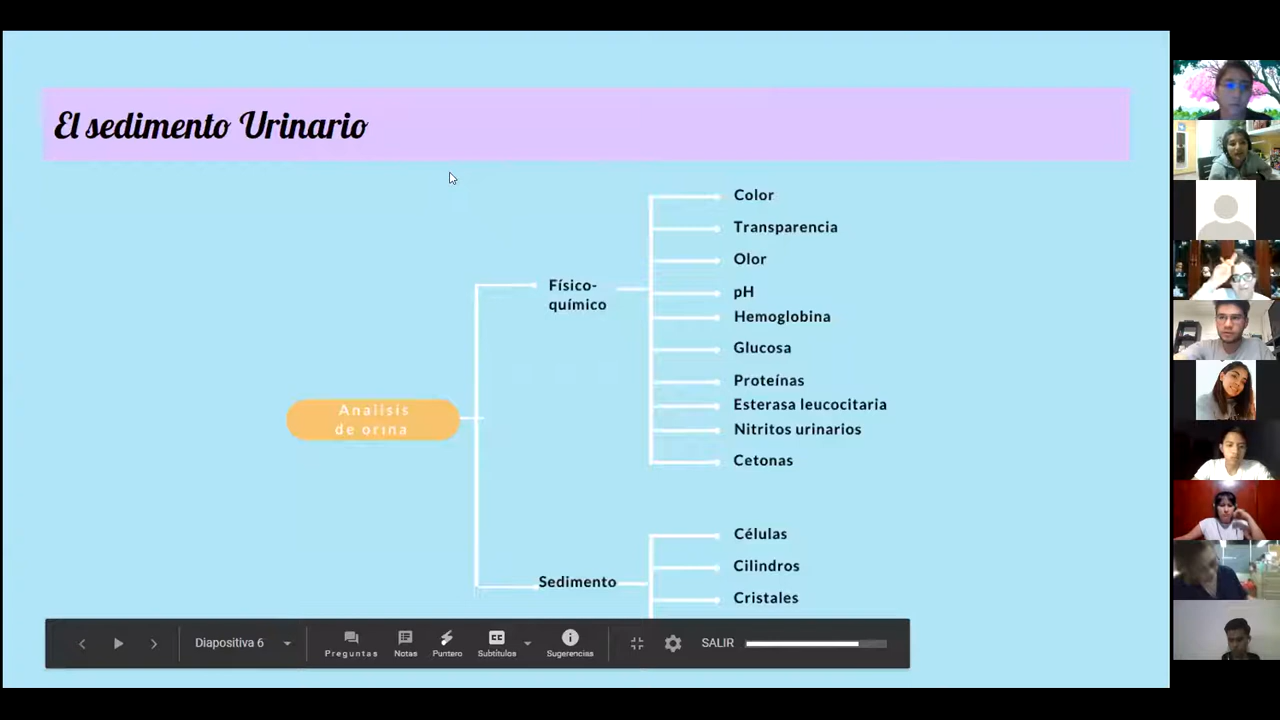 El sedimento Urinario
Color
Transparencia
Olor
Físico-
químico
pH
Hemoglobina
Glucosa
Proteínas
Esterasa leucocitaria
Analisis
de orina
Nitritos urinarios
Cetonas
Células
Cilindros
Sedimento
Cristales
Diapositiva 6
Preguntas
Notas
Puntero
Subtítulos
Sugerencias
SALIR